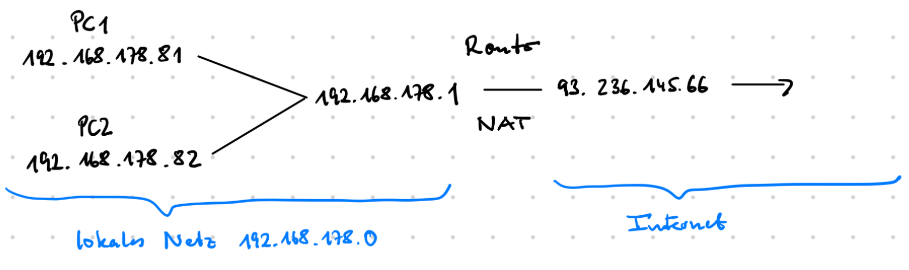 PC1
192.168.178.81
Router
192.168.178.1
93.236.145.66
NAT
PC2
192.168.178.82
lokales Netz 192.168.178.0
Internet